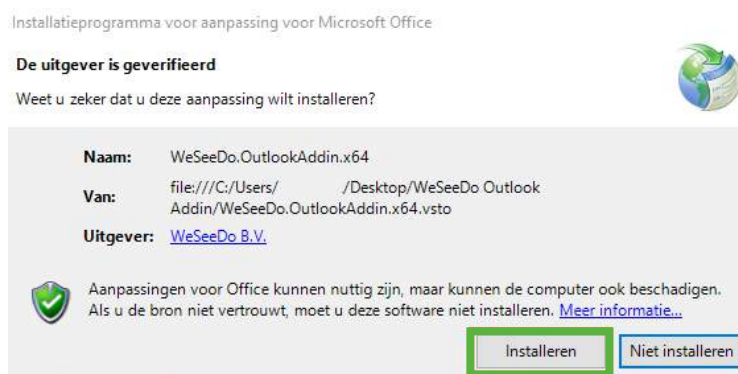 Installatieprogramma voor aanpassing voor Microsoft Office
De uitgever is geverifieerd
Weet u zeker dat u deze aanpassing wilt installeren?
Naam: WeSeeDo.OutlookAddin.x64
Van: file:///C:/Users/ /Desktop/WeSeeDo Outlook
Addin/WeSeeDo.OutlookAddin.x64.vsto
Uitgever: WeSeeDo B.V.
Aanpassingen voor Office kunnen nuttig zijn, maar kunnen de computer ook beschadigen.
Als u de bron niet vertrouwt, moet u deze software niet installeren. Meer informatie...
Installeren Niet installeren